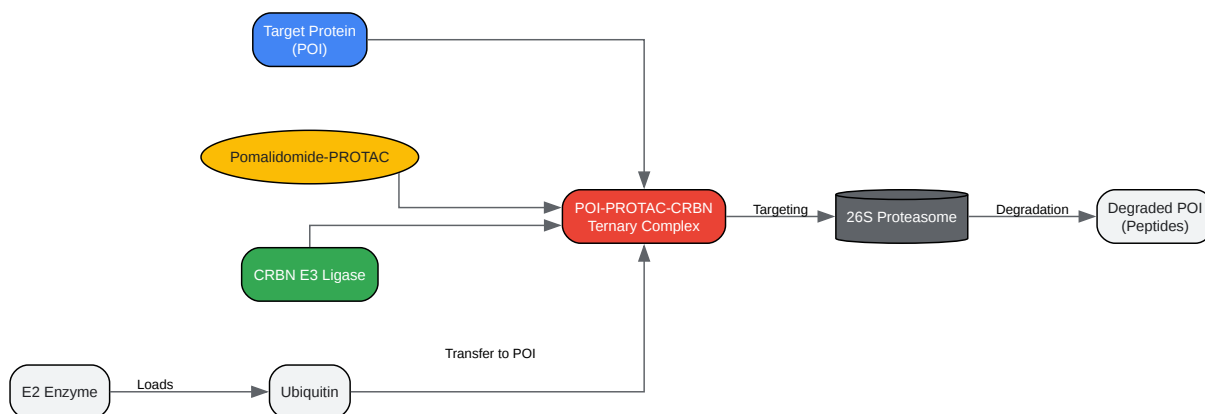 Target Protein
(POI)
Pomalidomide-PROTAC
POI-PROTAC-CRBN
Ternary Complex
Targeting
26S Proteasome
Degradation
Degraded POI
(Peptides)
CRBN E3 Ligase
Transfer to POI
E2 Enzyme
Loads
Ubiquitin